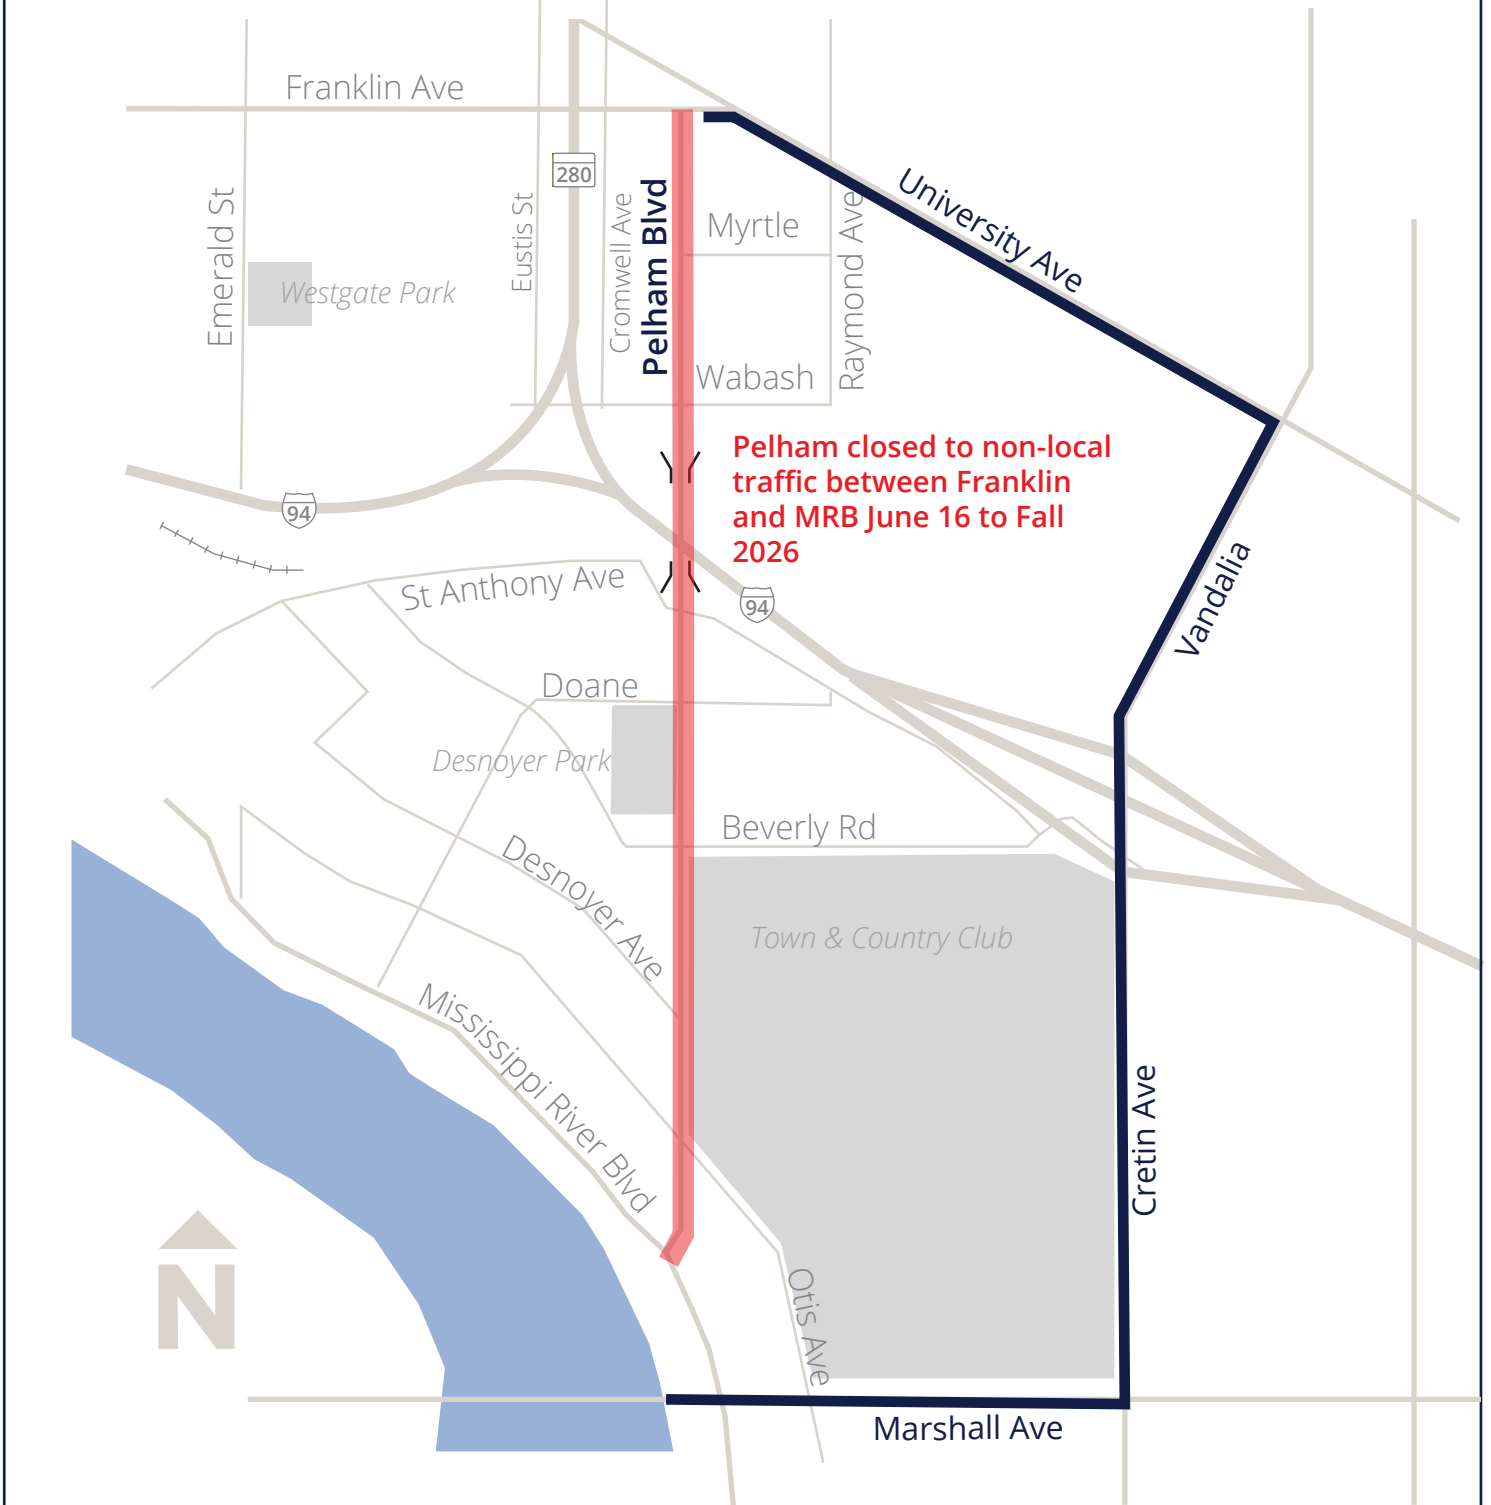 Franklin Ave
280
Emerald St
Eustis St
Cromwell Ave
Pelham Blvd
Myrtle
Raymond Ave
University Ave
Westgate Park
Wabash
Pelham closed to non-local
traffic between Franklin
and MRB June 16 to Fall
2026
94
St Anthony Ave
94
Vandalia
Doane
Desnoyer Park
Beverly Rd
Desnoyer Ave
Town & Country Club
Mississippi River Blvd
Cretin Ave
N
Otis Ave
Marshall Ave